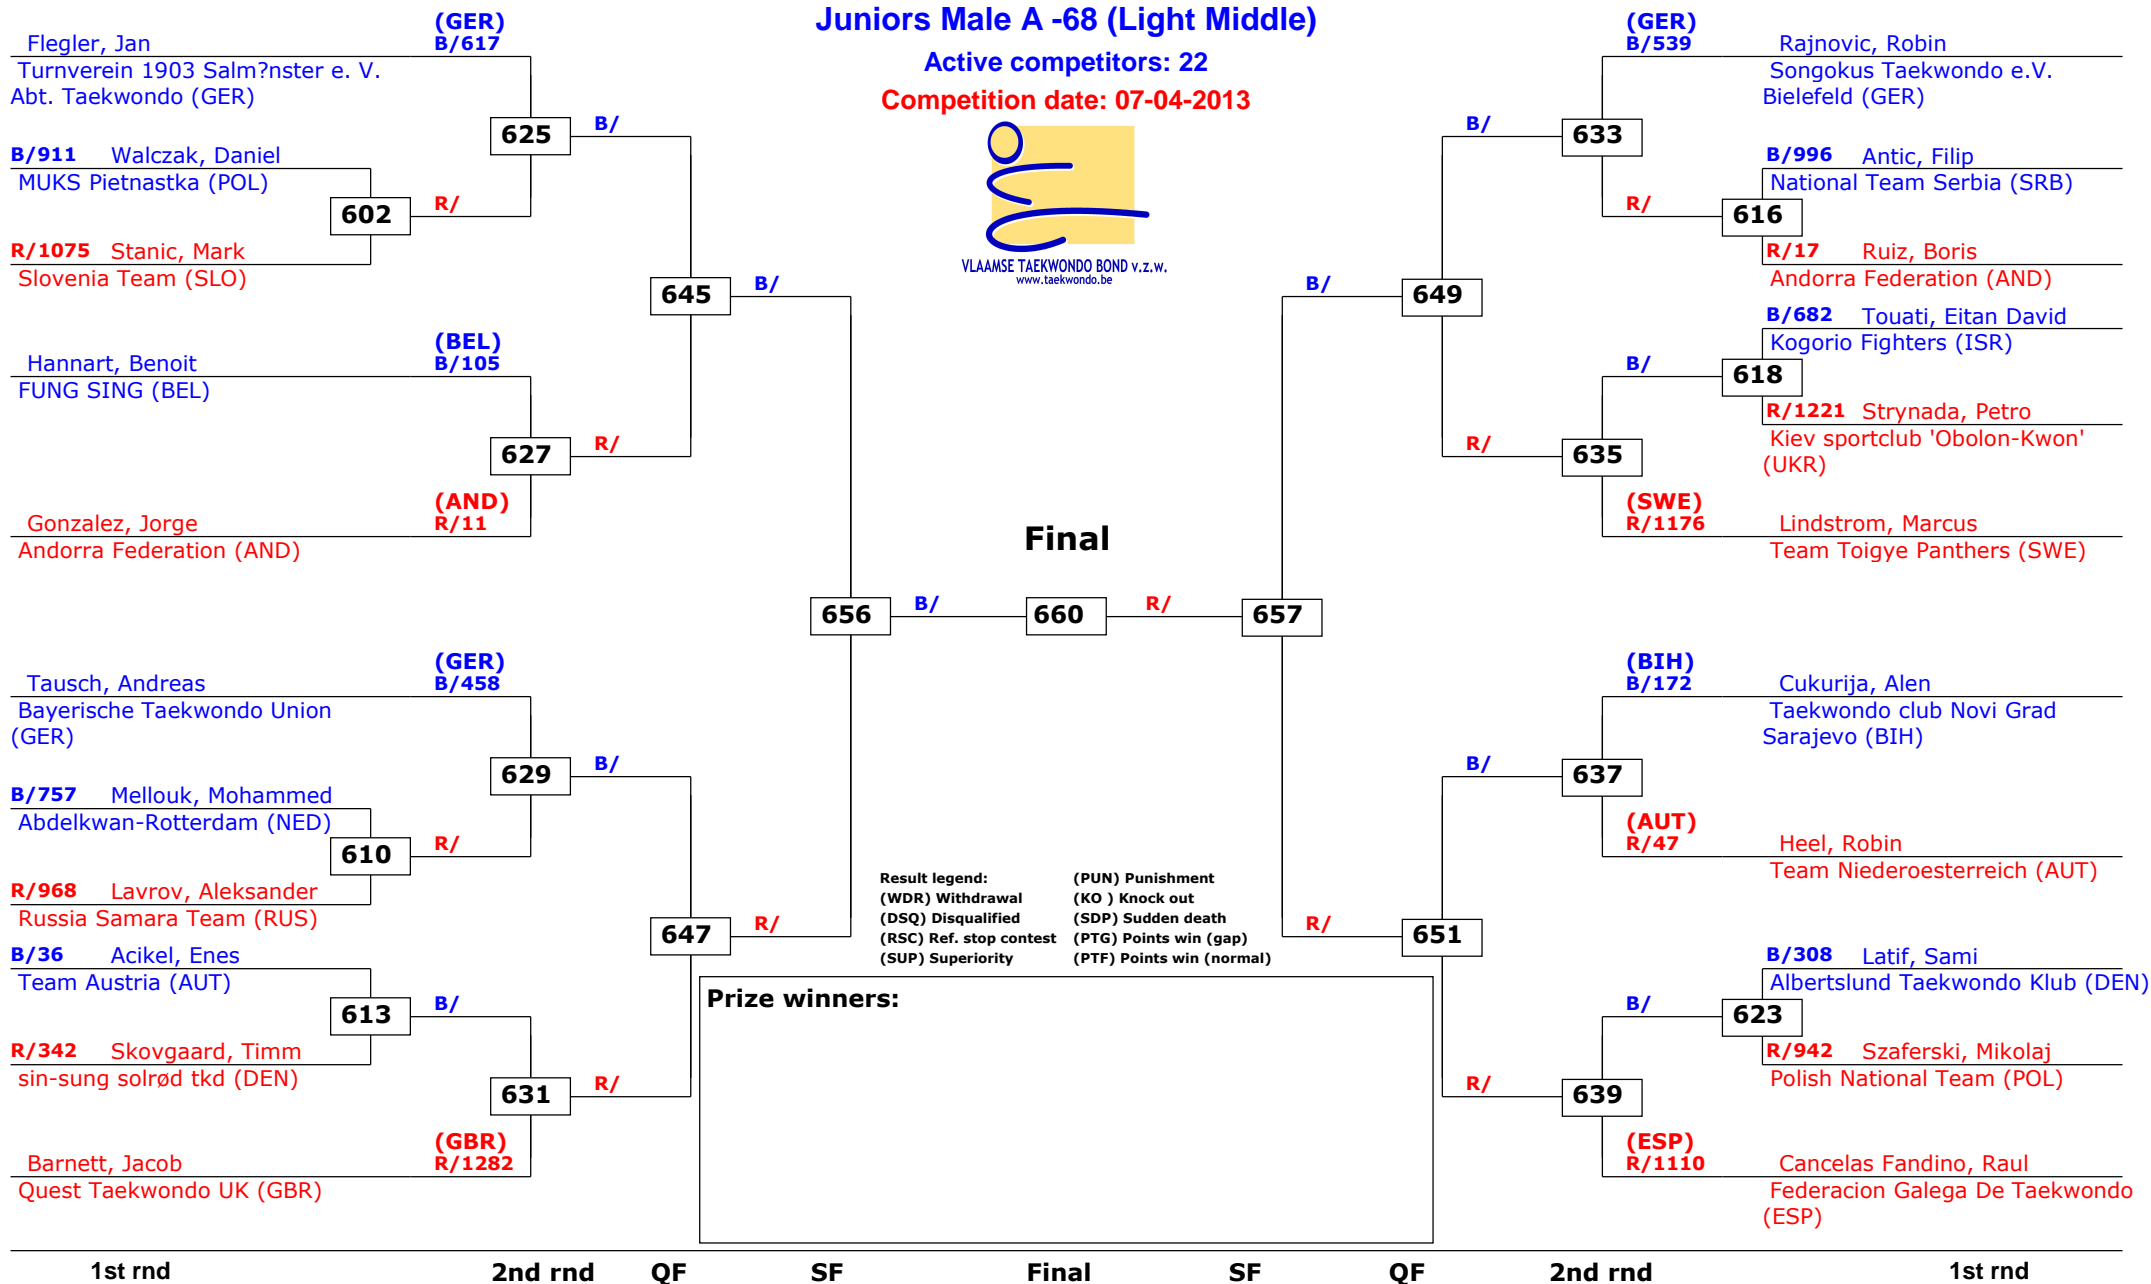 Juniors Male A -68 (Light Middle)
Active competitors: 22
Competition date: 07-04-2013
VLAAMSE TAEKWONDO BOND v.z.w.
www.taekwondo.be
(GER)
Flegler, Jan B/617
Turnverein 1903 Salm?nster e. V.
Abt. Taekwondo (GER)
625 B/
B/911 Walczak, Daniel
MUKS Pietnastka (POL)
602 R/
R/1075 Stanic, Mark
Slovenia Team (SLO)
645 B/
(BEL)
Hannart, Benoit B/105
FUNG SING (BEL)
627 R/
(AND)
Gonzalez, Jorge R/11
Andorra Federation (AND)
656 B/
(GER)
Tausch, Andreas B/458
Bayerische Taekwondo Union
(GER)
629 B/
B/757 Mellouk, Mohammed
Abdelkwan-Rotterdam (NED)
610 R/
R/968 Lavrov, Aleksander
Russia Samara Team (RUS)
647 R/
B/36 Acikel, Enes
Team Austria (AUT)
613 B/
R/342 Skovgaard, Timm
sin-sung solrød tkd (DEN)
631 R/
(GBR)
Barnett, Jacob R/1282
Quest Taekwondo UK (GBR)
Final
660
(GER)
B/539 Rajnovic, Robin
Songokus Taekwondo e.V.
Bielefeld (GER)
B/ 633
B/996 Antic, Filip
National Team Serbia (SRB)
R/ 616
R/17 Ruiz, Boris
Andorra Federation (AND)
B/ 649
B/682 Touati, Eitan David
Kogorio Fighters (ISR)
B/ 618
R/1221 Strynada, Petro
Kiev sportclub 'Obolon-Kwon'
(UKR)
R/ 635
(SWE)
R/1176 Lindstrom, Marcus
Team Toigye Panthers (SWE)
R/ 657
(BIH)
B/172 Cukurija, Alen
Taekwondo club Novi Grad
Sarajevo (BIH)
B/ 637
(AUT)
R/47 Heel, Robin
Team Niederoesterreich (AUT)
R/ 651
B/308 Latif, Sami
Albertslund Taekwondo Klub (DEN)
B/ 623
R/942 Szaferski, Mikolaj
Polish National Team (POL)
R/ 639
(ESP)
R/1110 Cancelas Fandino, Raul
Federacion Galega De Taekwondo
(ESP)
Result legend: (PUN) Punishment
(WDR) Withdrawal (KO ) Knock out
(DSQ) Disqualified (SDP) Sudden death
(RSC) Ref. stop contest (PTG) Points win (gap)
(SUP) Superiority (PTF) Points win (normal)
Prize winners:
1st rnd 2nd rnd QF SF Final SF QF 2nd rnd 1st rnd